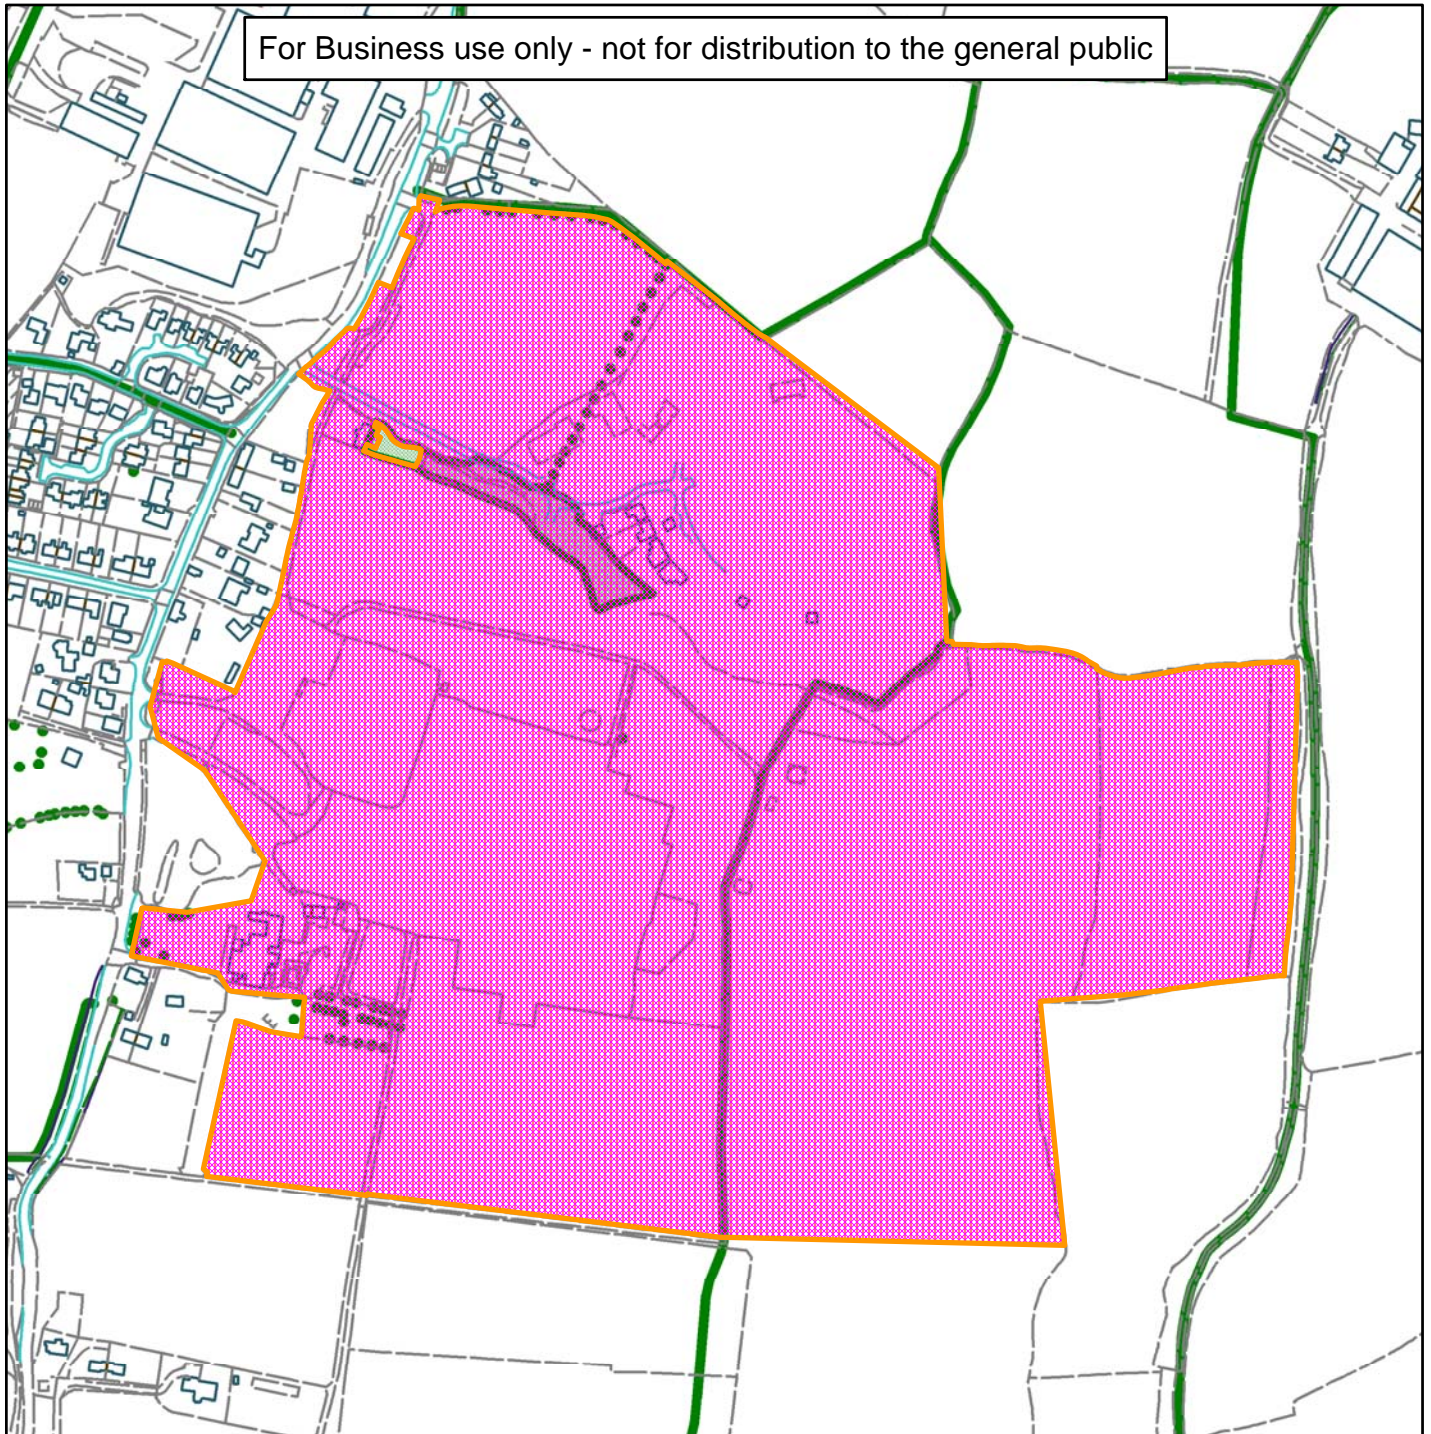 For Business use only - not for distribution to the general public